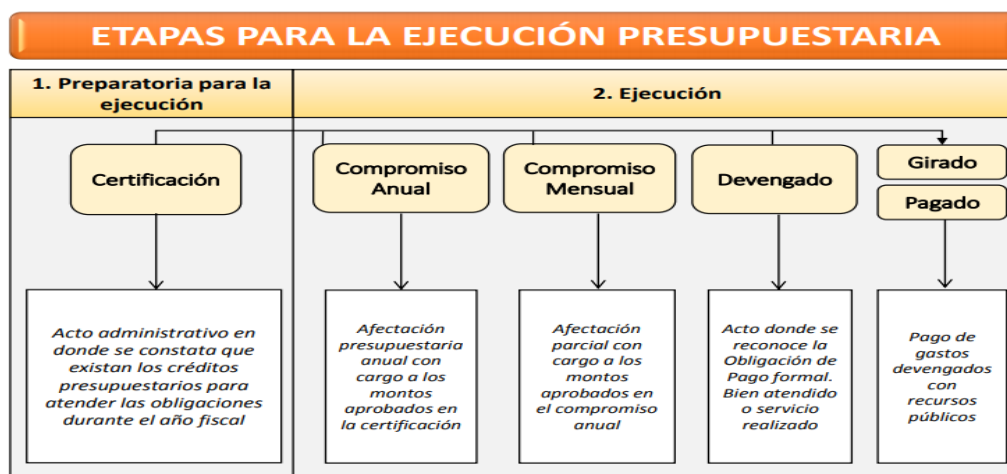 ETAPAS PARA LA EJECUCIÓN PRESUPUESTARIA
1. Preparatoria para la
ejecución
2. Ejecución
Certificación
Compromiso
Anual
Compromiso
Mensual
Devengado
Girado
Pagado
Acto administrativo en
donde se constata que
existan los créditos
presupuestarios para
atender las obligaciones
durante el año fiscal
Afectación
presupuestaria
anual con
cargo a los
montos
aprobados en
la certificación
Afectación
parcial con
cargo a los
montos
aprobados en
el compromiso
anual
Acto donde se
reconoce la
Obligación de
Pago formal.
Bien atendido
o servicio
realizado
Pago de
gastos
devengados
con
recursos
públicos